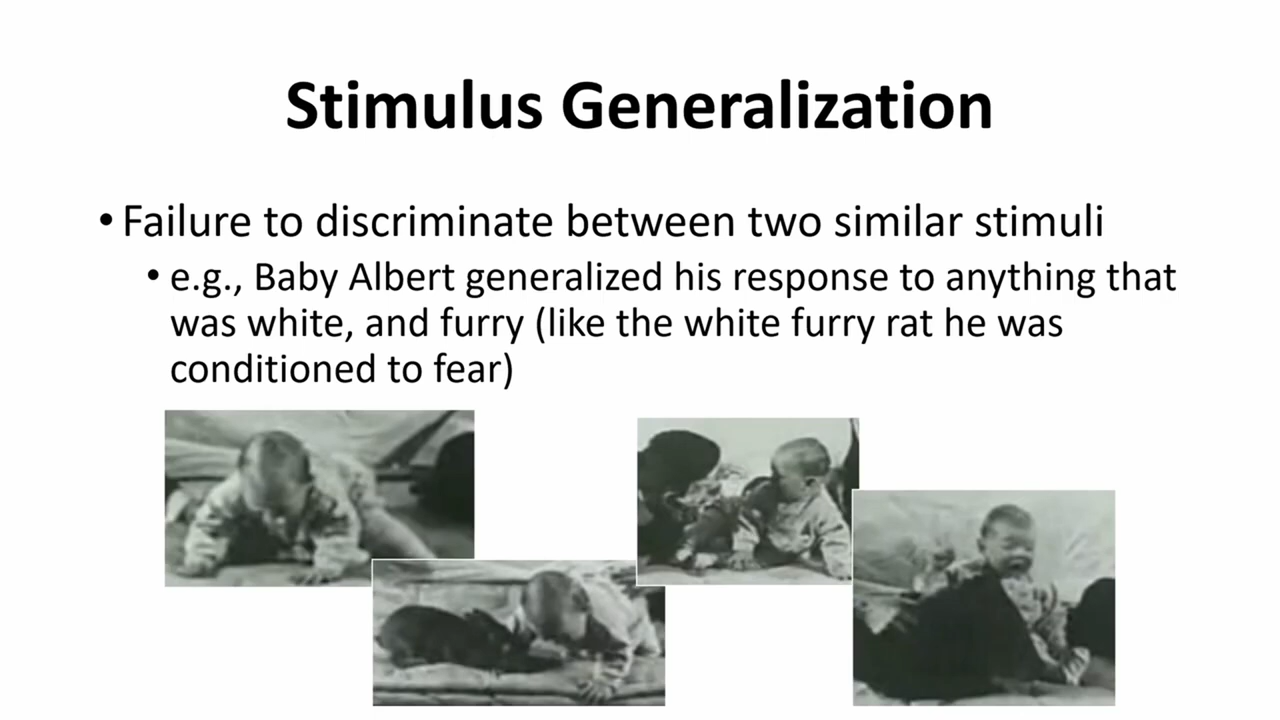 Stimulus Generalization
• Failure to discriminate between two similar stimuli
• e.g., Baby Albert generalized his response to anything that
was white, and furry (like the white furry rat he was
conditioned to fear)